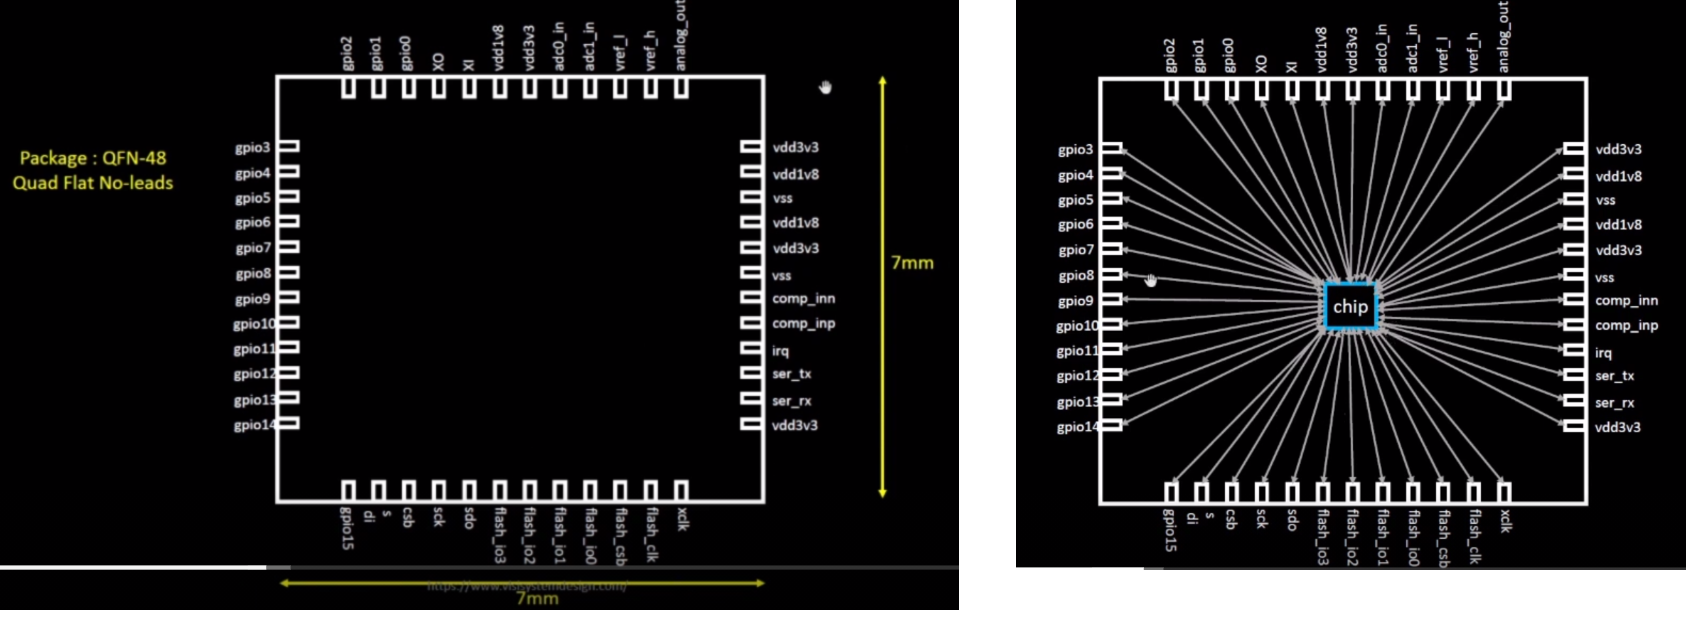 gpio2
gpio1
gpio0
XO
XI
vdd1v8
vdd3v3
adc0_in
adc1_in
vref_l
vref_h
analog_out
Package : QFN-48
Quad Flat No-leads
gpio3
gpio4
gpio5
gpio6
gpio7
gpio8
gpio9
gpio10
gpio11
gpio12
gpio13
gpio14
vdd3v3
vdd1v8
vss
vdd1v8
vdd3v3
vss
comp_inn
comp_inp
irq
ser_tx
ser_rx
vdd3v3
7mm
gpio15
di
s
csb
sck
sdo
flash_io3
flash_io2
flash_io1
flash_io0
flash_csb
flash_clk
xclk
https://www.vlsisystemdesign.com/
7mm
gpio2
gpio1
gpio0
XO
XI
vdd1v8
vdd3v3
adc0_in
adc1_in
vref_l
vref_h
analog_out
gpio3
gpio4
gpio5
gpio6
gpio7
gpio8
gpio9
gpio10
gpio11
gpio12
gpio13
gpio14
chip
vdd3v3
vdd1v8
vss
vdd1v8
vdd3v3
vss
comp_inn
comp_inp
irq
ser_tx
ser_rx
vdd3v3
gpio15
di
s
csb
sck
sdo
flash_io3
flash_io2
flash_io1
flash_io0
flash_csb
flash_clk
xclk